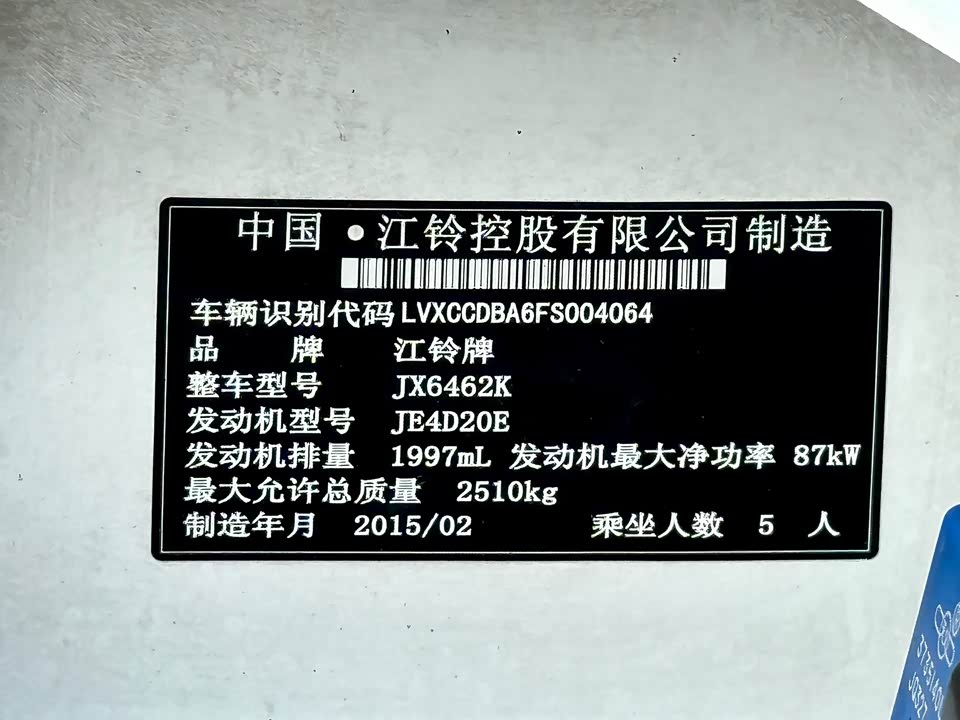 中国·江铃控股有限公司制造
车辆识别代码 LVXCCDBA6FS004064
品 牌 江铃牌
整车型号 JX6462K
发动机型号 JE4D20E
发动机排量 1997mL 发动机最大净功率 87kW
最大允许总质量 2510kg
制造年月 2015/02 乘坐人数 5 人